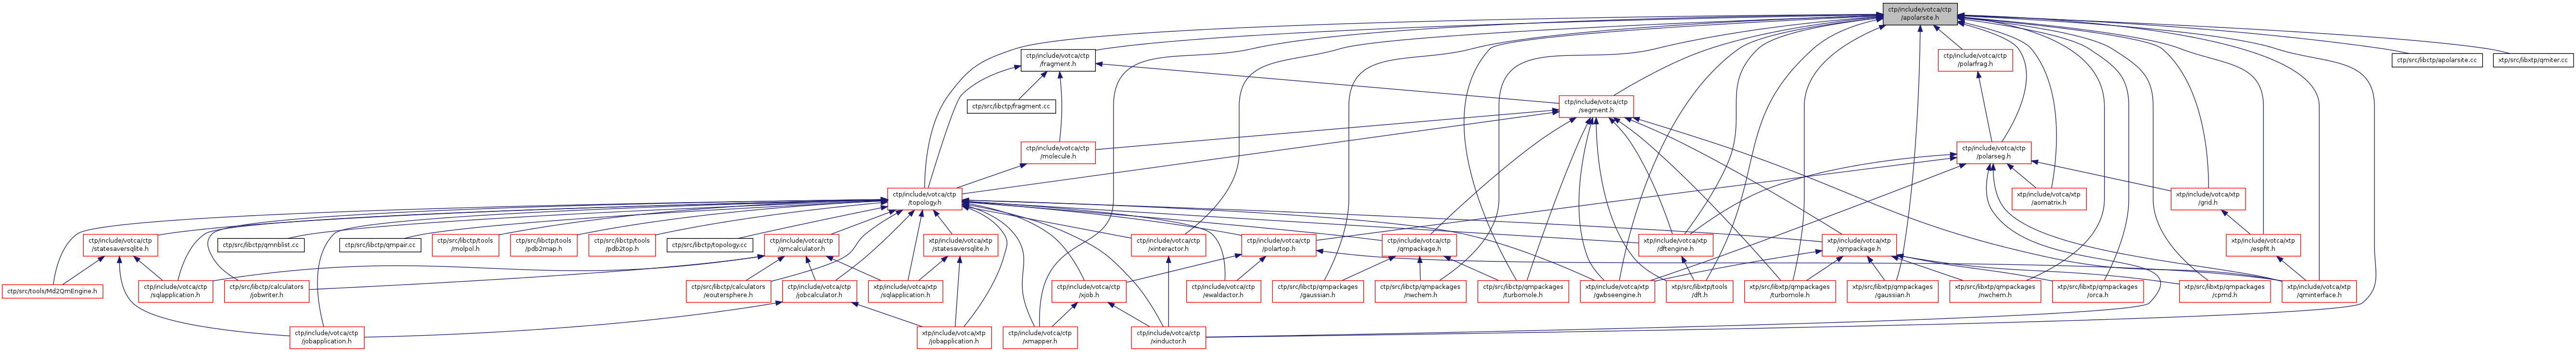 ctp/include/votca/ctp
/apolarsite.h
ctp/include/votca/ctp
/fragment.h
ctp/include/votca/ctp
/polarfrag.h
ctp/src/libctp/apolarsite.cc
xtp/src/libxtp/qmiter.cc
ctp/src/libctp/fragment.cc
ctp/include/votca/ctp
/segment.h
ctp/include/votca/ctp
/molecule.h
ctp/include/votca/ctp
/polarseg.h
ctp/include/votca/ctp
/topology.h
xtp/include/votca/xtp
/aomatrix.h
xtp/include/votca/xtp
/grid.h
ctp/include/votca/ctp
/statesaversqlite.h
ctp/src/libctp/qmnblist.cc
ctp/src/libctp/qmpair.cc
ctp/src/libctp/tools
/molpol.h
ctp/src/libctp/tools
/pdb2map.h
ctp/src/libctp/tools
/pdb2top.h
ctp/src/libctp/topology.cc
ctp/include/votca/ctp
/qmcalculator.h
xtp/include/votca/xtp
/statesaversqlite.h
ctp/include/votca/ctp
/xinteractor.h
ctp/include/votca/ctp
/polartop.h
ctp/include/votca/ctp
/qmpackage.h
xtp/include/votca/xtp
/dftengine.h
xtp/include/votca/xtp
/qmpackage.h
xtp/include/votca/xtp
/espfit.h
ctp/src/tools/Md2QmEngine.h
ctp/include/votca/ctp
/sqlapplication.h
ctp/src/libctp/calculators
/jobwriter.h
ctp/src/libctp/calculators
/eoutersphere.h
ctp/include/votca/ctp
/jobcalculator.h
xtp/include/votca/xtp
/sqlapplication.h
ctp/include/votca/ctp
/xjob.h
ctp/include/votca/ctp
/ewaldactor.h
ctp/src/libctp/qmpackages
/gaussian.h
ctp/src/libctp/qmpackages
/nwchem.h
ctp/src/libctp/qmpackages
/turbomole.h
xtp/include/votca/xtp
/gwbseengine.h
xtp/src/libxtp/tools
/dft.h
xtp/src/libxtp/qmpackages
/turbomole.h
xtp/src/libxtp/qmpackages
/gaussian.h
xtp/src/libxtp/qmpackages
/nwchem.h
xtp/src/libxtp/qmpackages
/orca.h
xtp/src/libxtp/qmpackages
/cpmd.h
xtp/include/votca/xtp
/qminterface.h
ctp/include/votca/ctp
/jobapplication.h
xtp/include/votca/xtp
/jobapplication.h
ctp/include/votca/ctp
/xmapper.h
ctp/include/votca/ctp
/xinductor.h